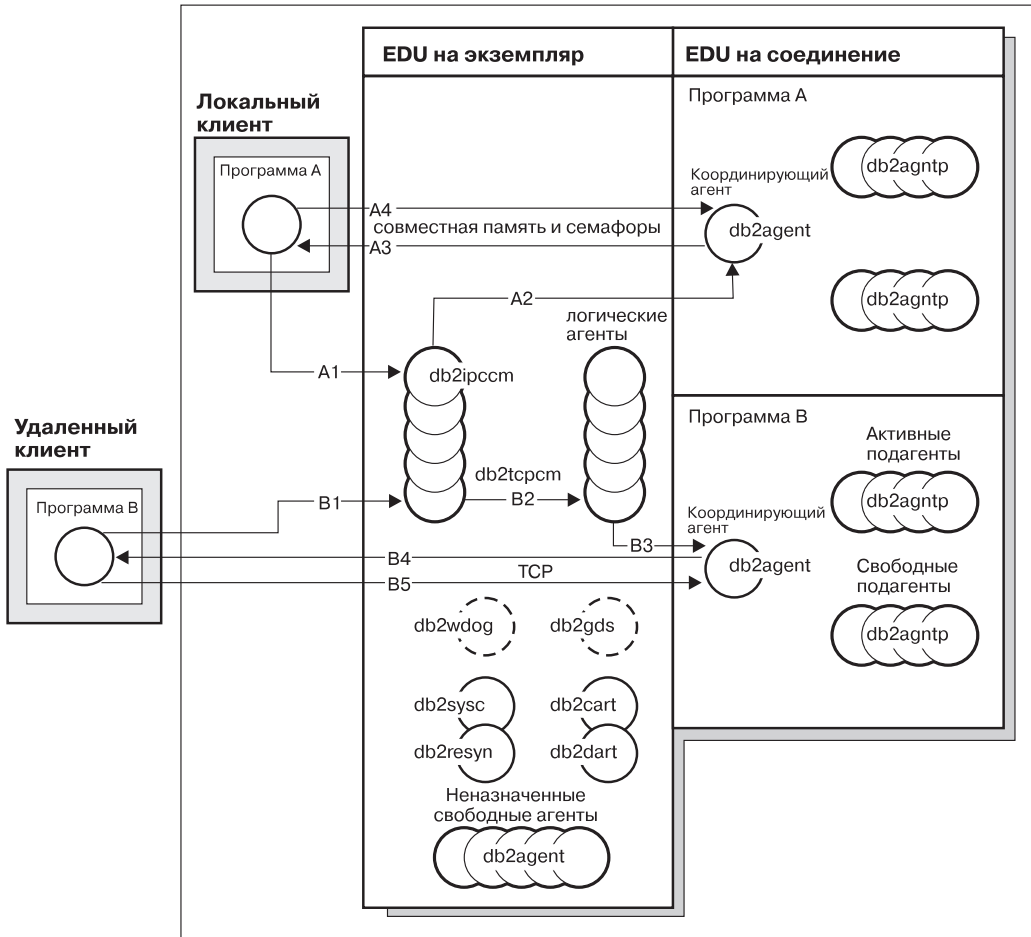 EDU на экземпляр
EDU на соединение
Локальный
клиент
Программа A
Программа A
Координирующий
агент
db2agent
db2agntp
db2agntp
A4
совместная память и семафоры
A3
A2
логические
агенты
A1
db2ipccm
Удаленный
клиент
Программа B
db2tcpcm
B1
B2
B3
B4
TCP
B5
Программа B
Активные
подагенты
db2agntp
Координирующий
агент
db2agent
Свободные
подагенты
db2agntp
db2wdog
db2gds
db2sysc
db2cart
db2resyn
db2dart
Неназначенные
свободные агенты
db2agent